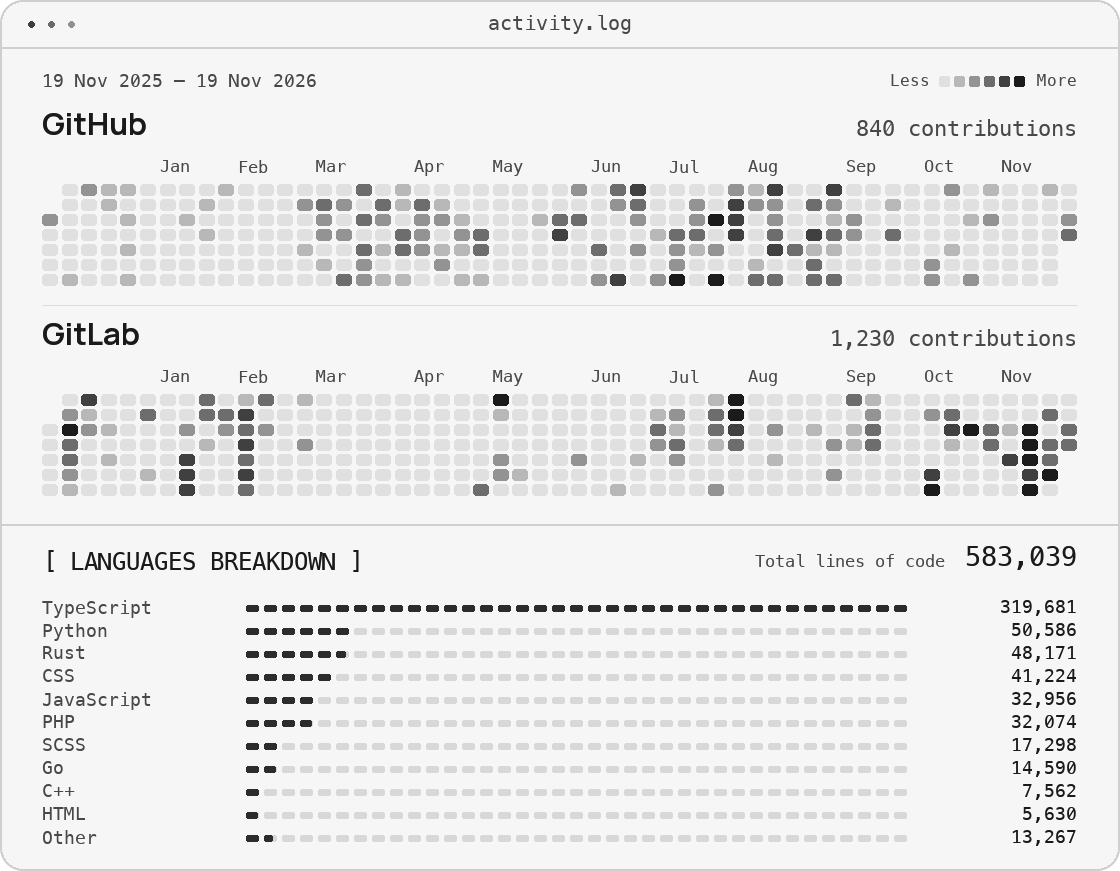 activity.log
19 Nov 2025 — 19 Nov 2026
Less More
GitHub
840 contributions
Jan Feb Mar Apr May Jun Jul Aug Sep Oct Nov
GitLab
1,230 contributions
Jan Feb Mar Apr May Jun Jul Aug Sep Oct Nov
[ LANGUAGES BREAKDOWN ]
Total lines of code 583,039
TypeScript 319,681
Python 50,586
Rust 48,171
CSS 41,224
JavaScript 32,956
PHP 32,074
SCSS 17,298
Go 14,590
C++ 7,562
HTML 5,630
Other 13,267